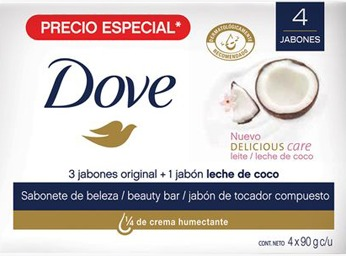 PRECIO ESPECIAL*
4
JABONES
DERMATOLÓGICAMENTE
RECOMENDADO
Dove
Nuevo
DELICIOUS care
leite / leche de coco
3 jabones original + 1 jabón leche de coco
Sabonete de beleza / beauty bar / jabón de tocador compuesto
¼ de crema humectante
CONT. NETO 4 x 90 g c/u